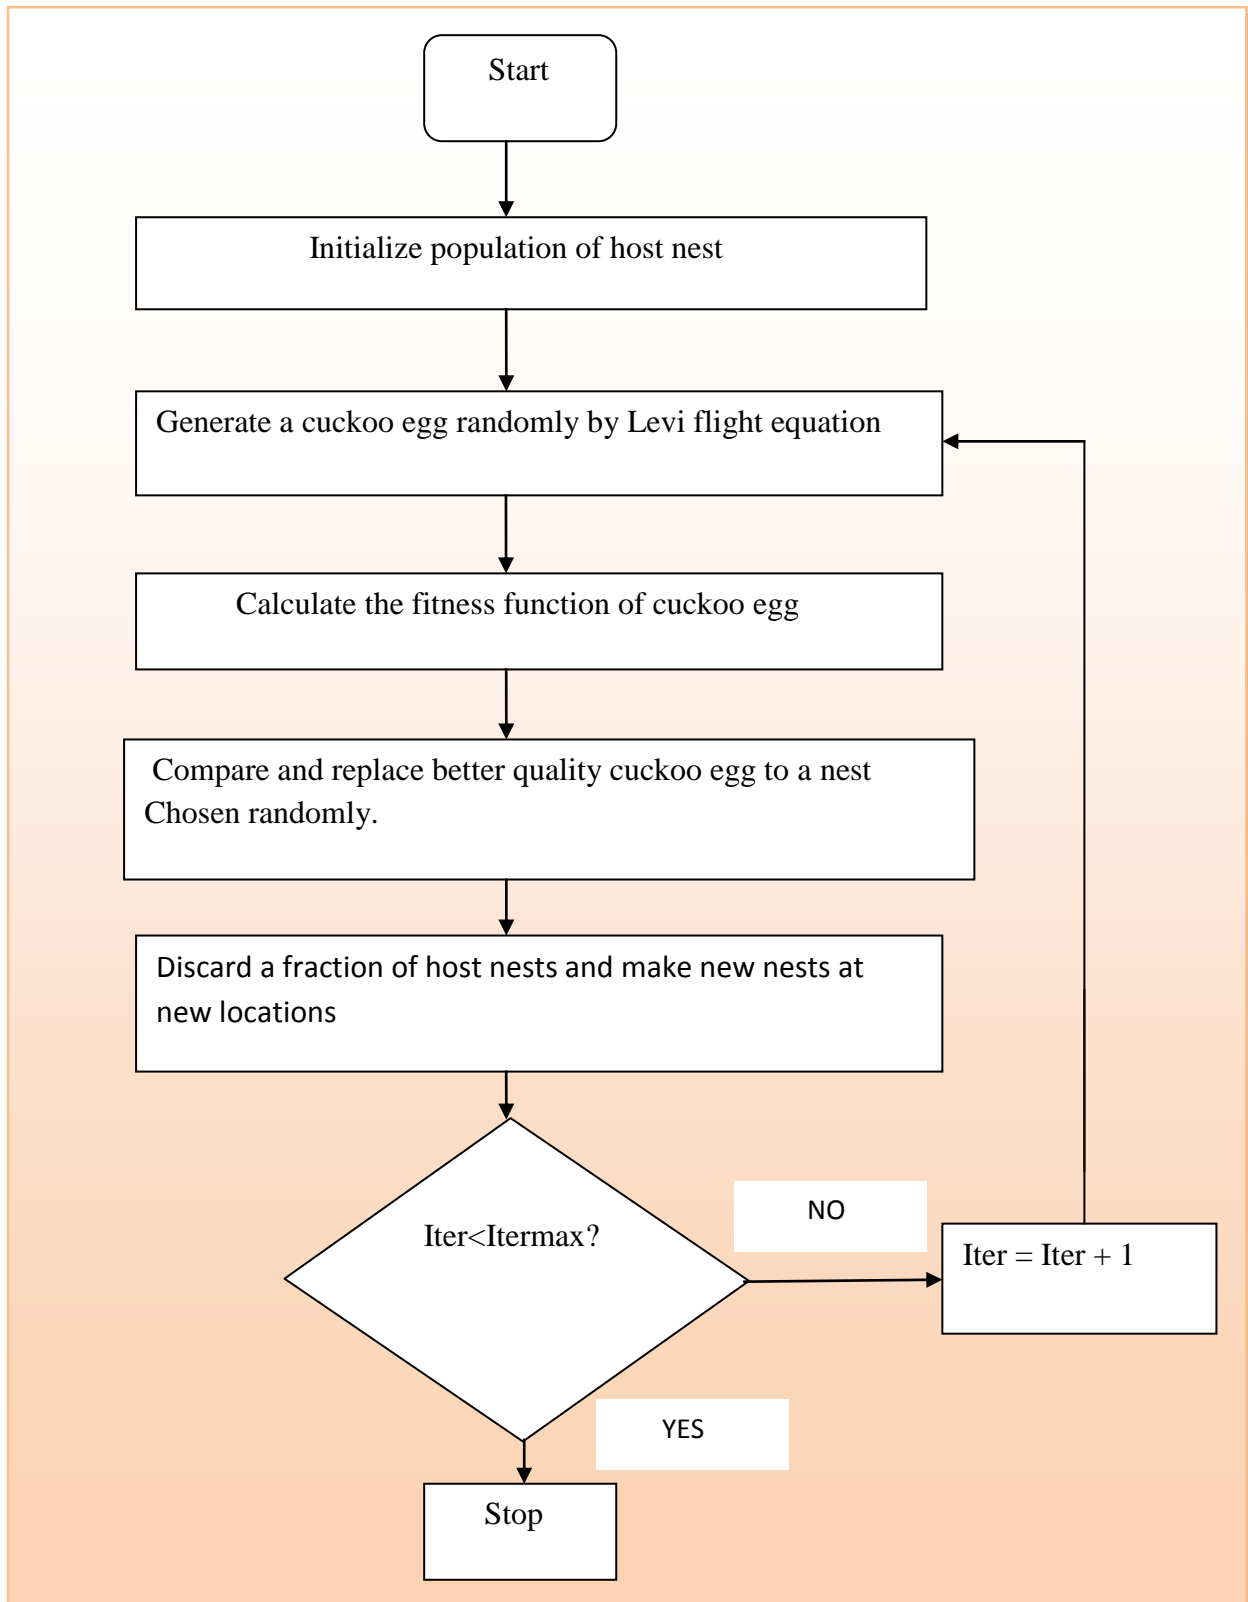 Start
Initialize population of host nest
Generate a cuckoo egg randomly by Levi flight equation
Calculate the fitness function of cuckoo egg
Compare and replace better quality cuckoo egg to a nest
Chosen randomly.
Discard a fraction of host nests and make new nests at
new locations
Iter<Itermax?
NO
Iter = Iter + 1
YES
Stop